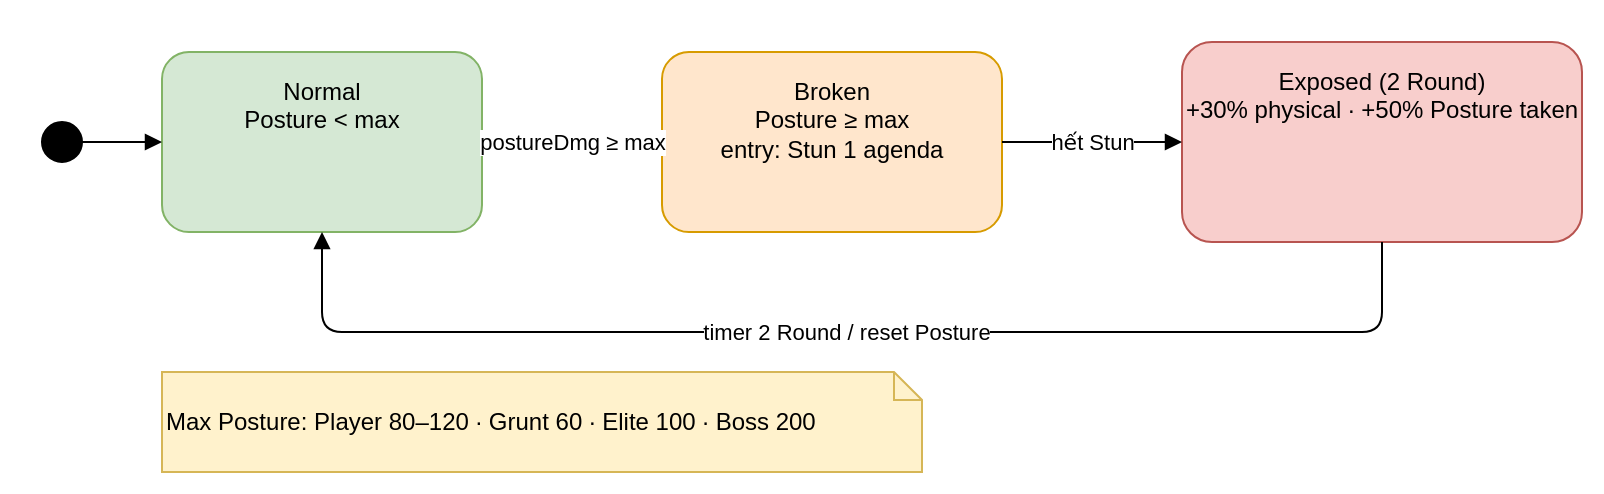 Normal
Posture < max
postureDmg ≥ max
Broken
Posture ≥ max
entry: Stun 1 agenda
hết Stun
Exposed (2 Round)
+30% physical · +50% Posture taken
timer 2 Round / reset Posture
Max Posture: Player 80–120 · Grunt 60 · Elite 100 · Boss 200